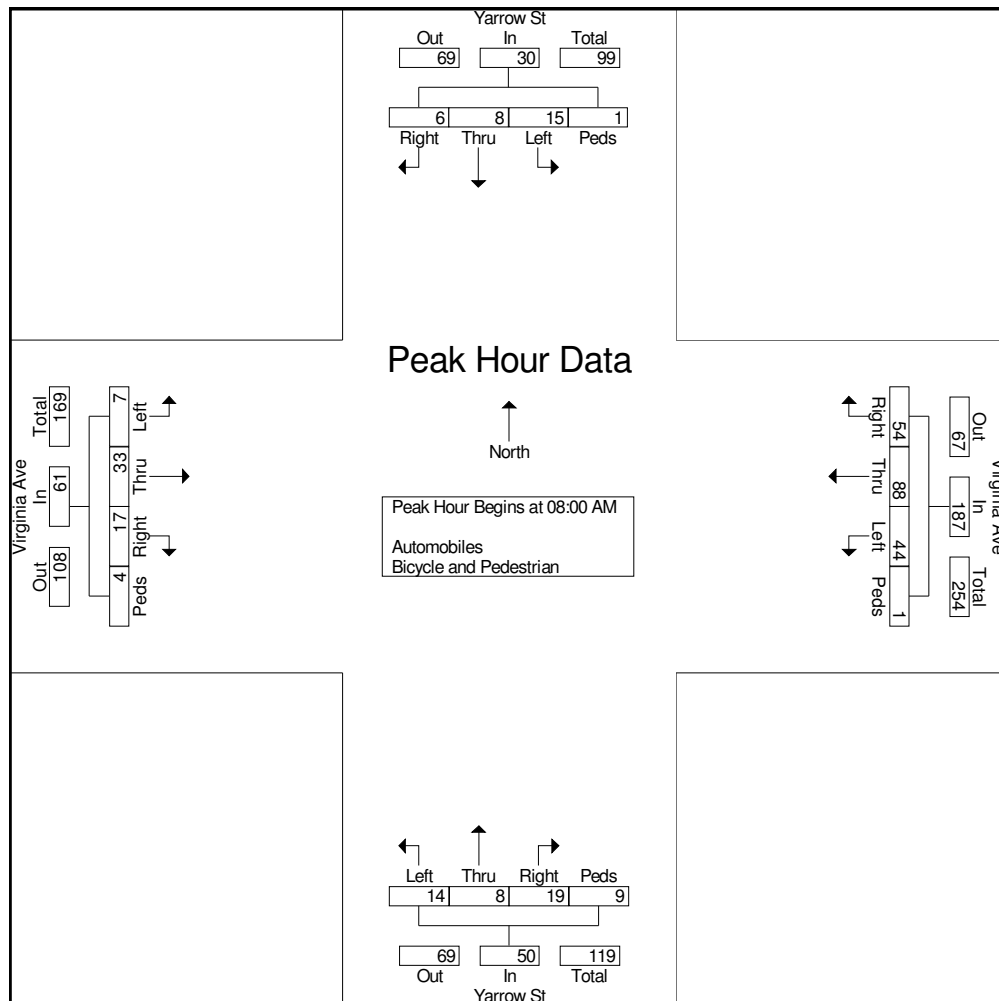 Yarrow St
Out In Total
69 30 99
6 8 15 1
Right Thru Left Peds
Peak Hour Data
North
Peak Hour Begins at 08:00 AM
Automobiles
Bicycle and Pedestrian
Virginia Ave
Out In Total
108 61 169
Left Thru Right Peds
7 33 17 4
Virginia Ave
Out In Total
67 187 254
Right Thru Left Peds
54 88 44 1
Left Thru Right Peds
14 8 19 9
69 50 119
Out In Total
Yarrow St